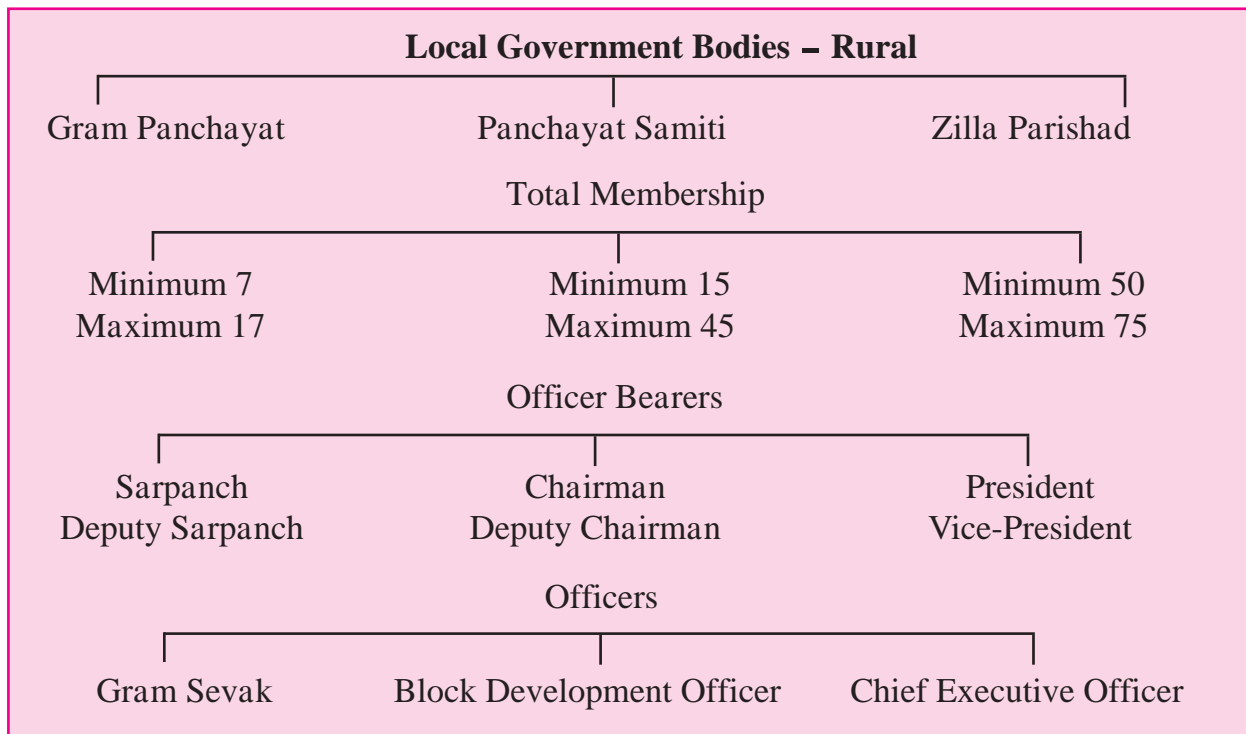 Local Government Bodies – Rural
Gram Panchayat Panchayat Samiti Zilla Parishad
Total Membership
Minimum 7 Minimum 15 Minimum 50
Maximum 17 Maximum 45 Maximum 75
Officer Bearers
Sarpanch Chairman President
Deputy Sarpanch Deputy Chairman Vice-President
Officers
Gram Sevak Block Development Officer Chief Executive Officer